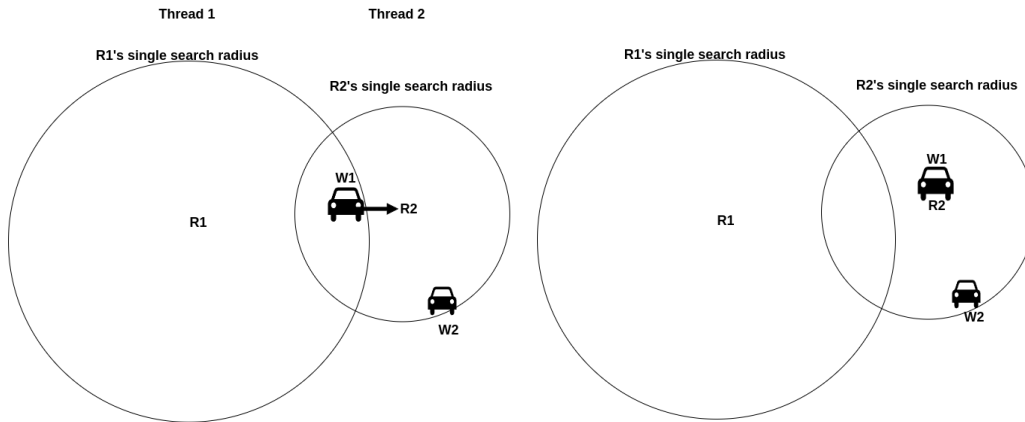 Thread 1
Thread 2
R1's single search radius
R2's single search radius
W1
R1
R2
W2
R1's single search radius
R2's single search radius
W1
R2
R1
W2